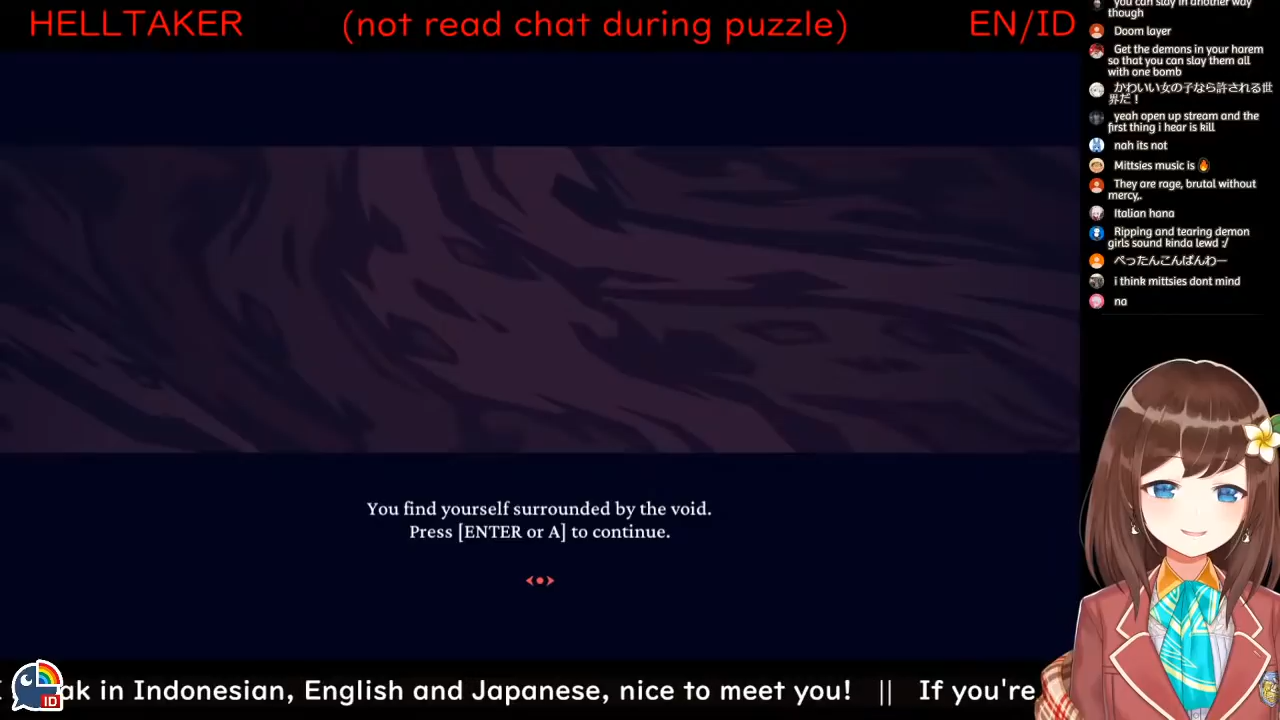 HELLTAKER (not read chat during puzzle) EN/ID
you can slay in another way
though
Doom layer
Get the demons in your harem
so that you can slay them all
with one bomb
かわいい女の子なら許される世
界だ！
yeah open up stream and the
first thing i hear is kill
nah its not
Mittsies music is 🔥
They are rage, brutal without
mercy,.
Italian hana
Ripping and tearing demon
girls sound kinda lewd :/
ぺったんこんばんわー
i think mittsies dont mind
na
You find yourself surrounded by the void.
Press [ENTER or A] to continue.
ak in Indonesian, English and Japanese, nice to meet you! || If you're
ID